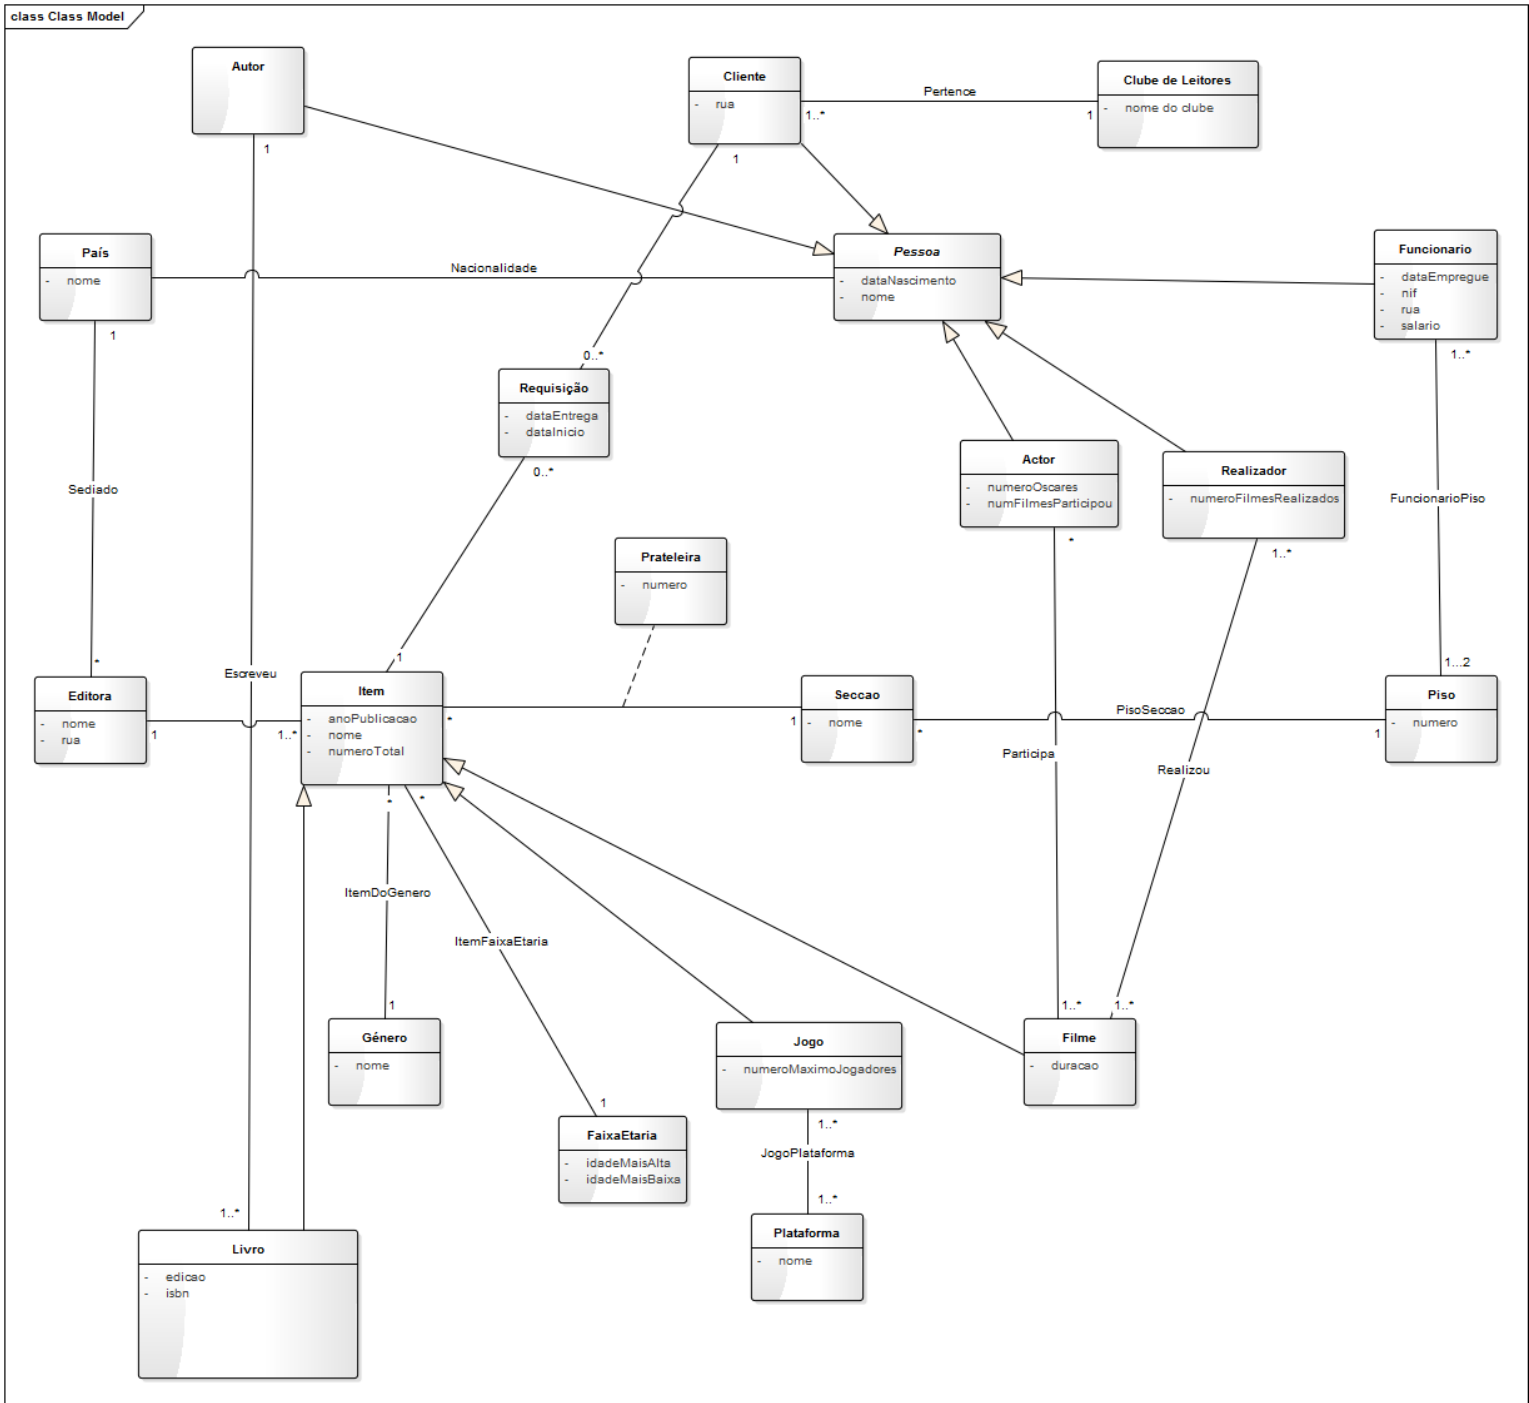 class Class Model
Autor
Cliente
- rua
Clube de Leitores
- nome do clube
Pertence
1..*
1
1
1
País
- nome
Nacionalidade
Pessoa
- dataNascimento
- nome
Funcionario
- dataEmpregue
- nif
- rua
- salario
1
1..*
0..*
Requisição
- dataEntrega
- dataInicio
0..*
Actor
- numeroOscares
- numFilmesParticipou
*
Realizador
- numeroFilmesRealizados
1..*
Sediado
FuncionarioPiso
Prateleira
- numero
*
1
1...2
Escreveu
Editora
- nome
- rua
1
1..*
Item
- anoPublicacao
- nome
- numeroTotal
*
1
Seccao
- nome
*
PisoSeccao
1
Piso
- numero
Participa
Realizou
*
*
ItemDoGenero
ItemFaixaEtaria
1
1..*
1..*
Género
- nome
Jogo
- numeroMaximoJogadores
Filme
- duracao
1
FaixaEtaria
- idadeMaisAlta
- idadeMaisBaixa
1..*
JogoPlataforma
1..*
Plataforma
- nome
1..*
Livro
- edicao
- isbn